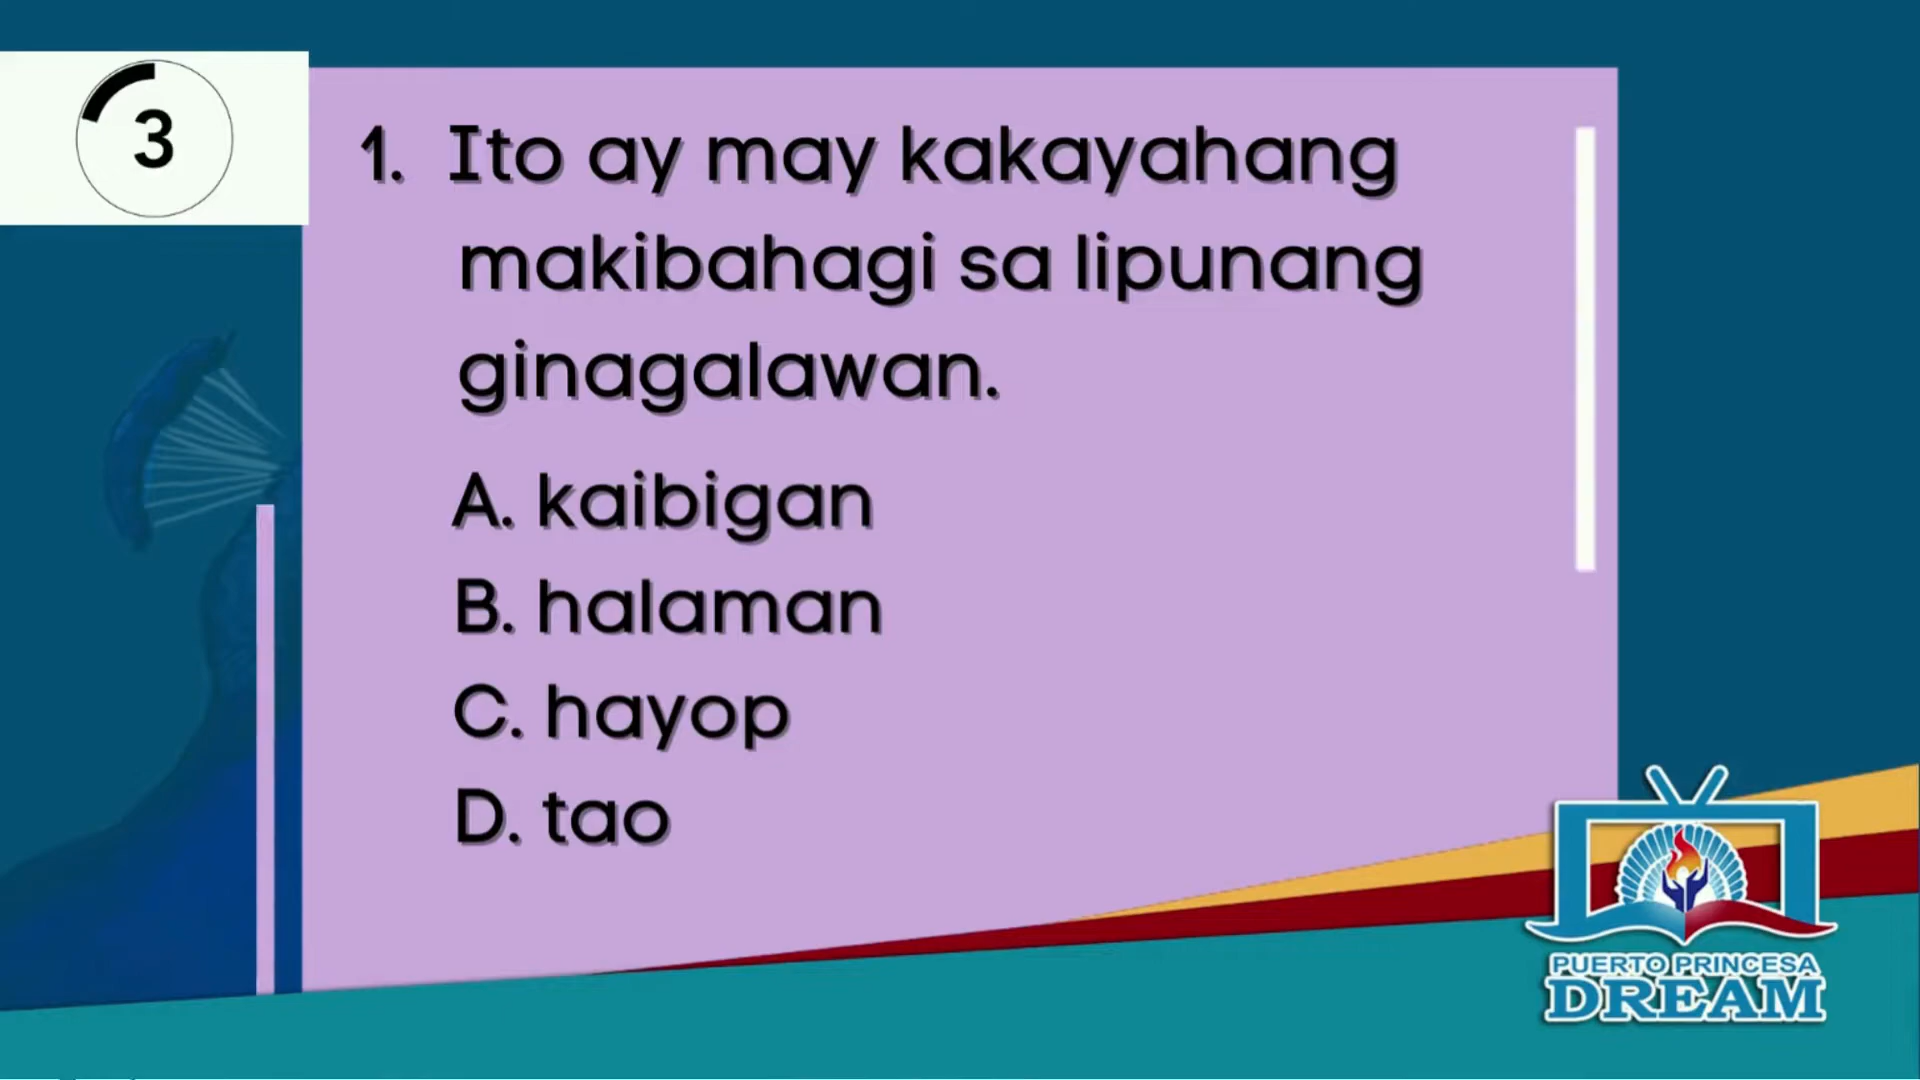 3
1. Ito ay may kakayahang
makibahagi sa lipunang
ginagalawan.
A. kaibigan
B. halaman
C. hayop
D. tao
PUERTO PRINCESA
DREAM